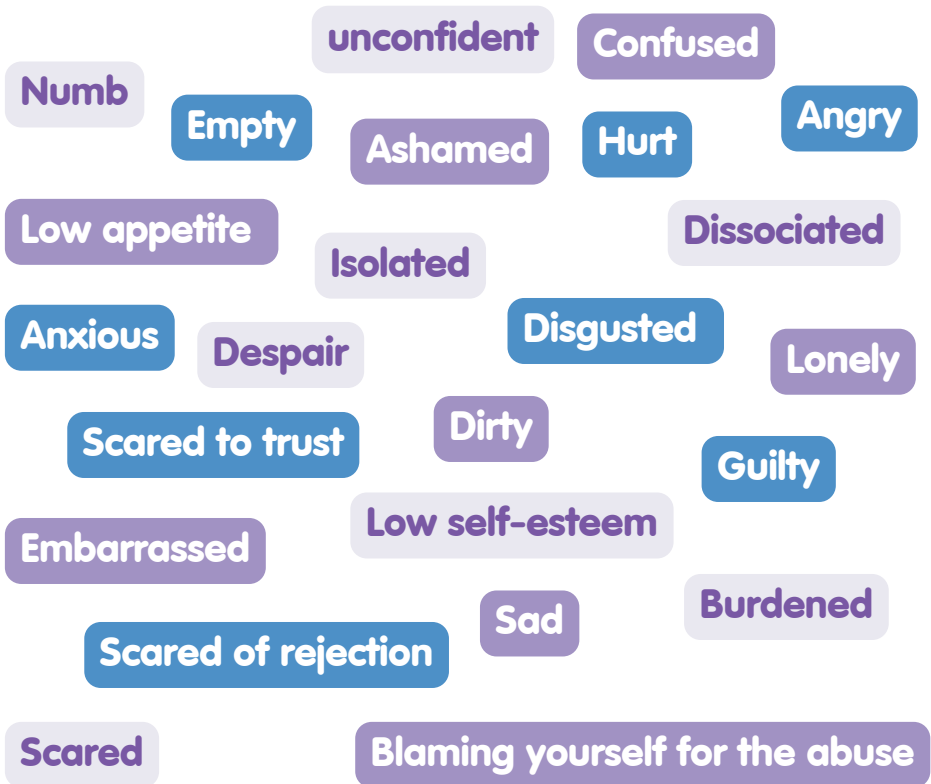 unconfident
Confused
Numb
Empty
Ashamed
Hurt
Angry
Low appetite
Isolated
Dissociated
Anxious
Despair
Disgusted
Lonely
Scared to trust
Dirty
Guilty
Low self-esteem
Embarrassed
Sad
Burdened
Scared of rejection
Scared
Blaming yourself for the abuse